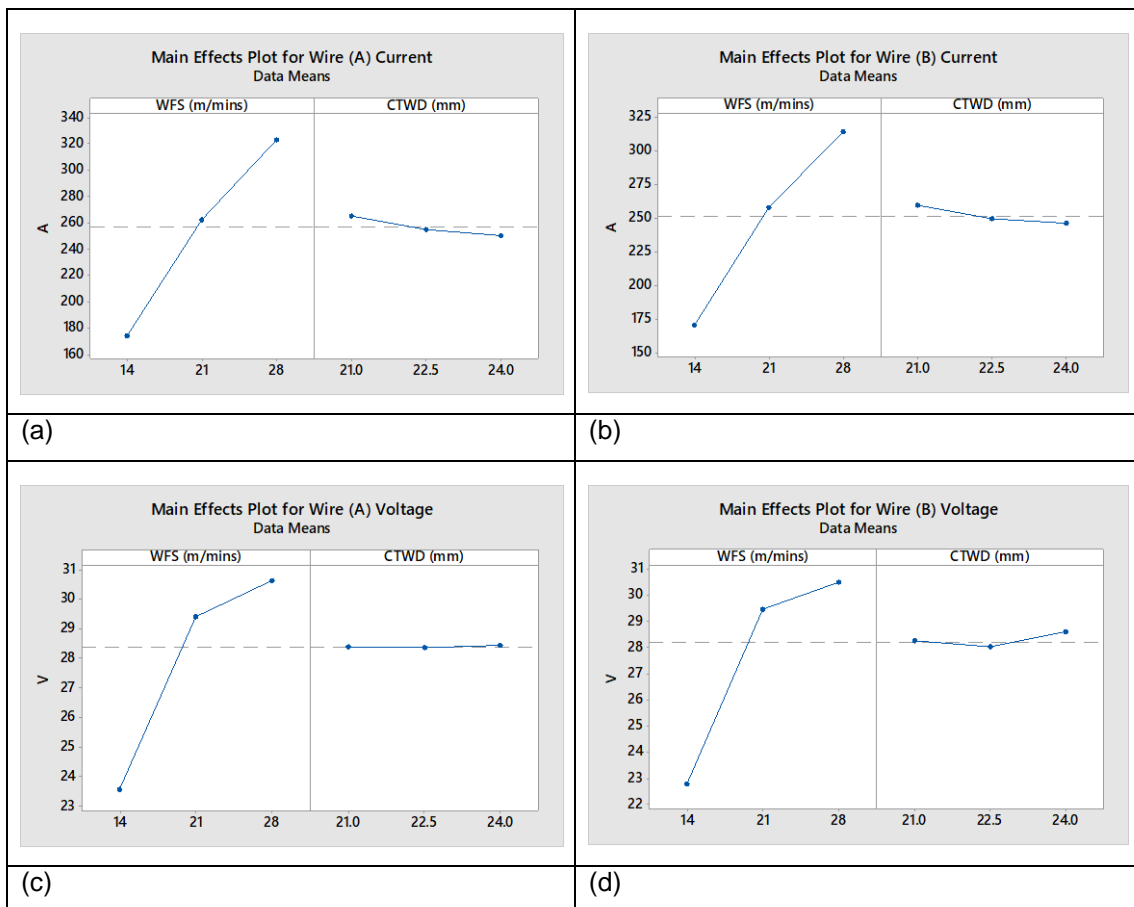 Main Effects Plot for Wire (A) Current
Data Means
WFS (m/mins) CTWD (mm)
340
320
300
280
260
240
220
200
180
160
A
14 21 28 21.0 22.5 24.0
(a)
Main Effects Plot for Wire (B) Current
Data Means
WFS (m/mins) CTWD (mm)
325
300
275
250
225
200
175
150
A
14 21 28 21.0 22.5 24.0
(b)
Main Effects Plot for Wire (A) Voltage
Data Means
WFS (m/mins) CTWD (mm)
31
30
29
28
27
26
25
24
23
V
14 21 28 21.0 22.5 24.0
(c)
Main Effects Plot for Wire (B) Voltage
Data Means
WFS (m/mins) CTWD (mm)
31
30
29
28
27
26
25
24
23
22
V
14 21 28 21.0 22.5 24.0
(d)